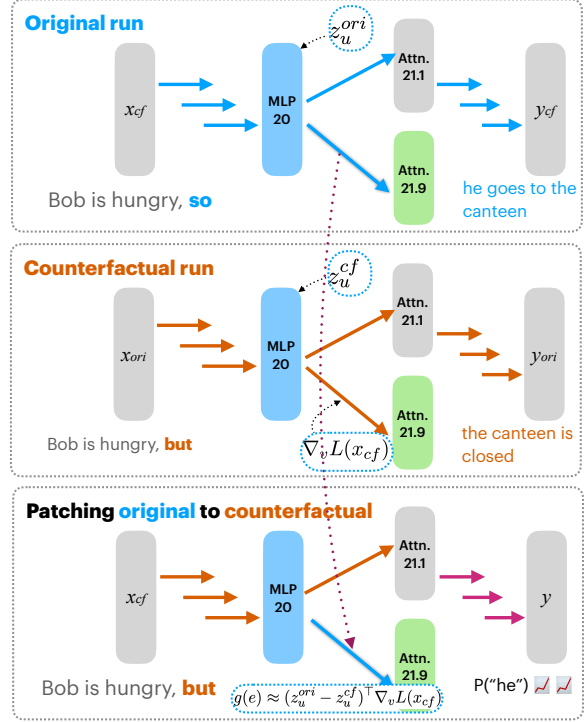 Original run
z_u^{ori}
x_{cf}
MLP
20
Attn.
21.1
y_{cf}
Attn.
21.9
Bob is hungry, so
he goes to the
canteen
Counterfactual run
z_u^{cf}
x_{ori}
MLP
20
Attn.
21.1
y_{ori}
Attn.
21.9
Bob is hungry, but
∇_v L(x_{cf})
the canteen is
closed
Patching original to counterfactual
x_{cf}
MLP
20
Attn.
21.1
y
Attn.
21.9
Bob is hungry, but
g(e) ≈ (z_u^{ori} − z_u^{cf})^⊤ ∇_v L(x_{cf})
P("he") 📈 📈